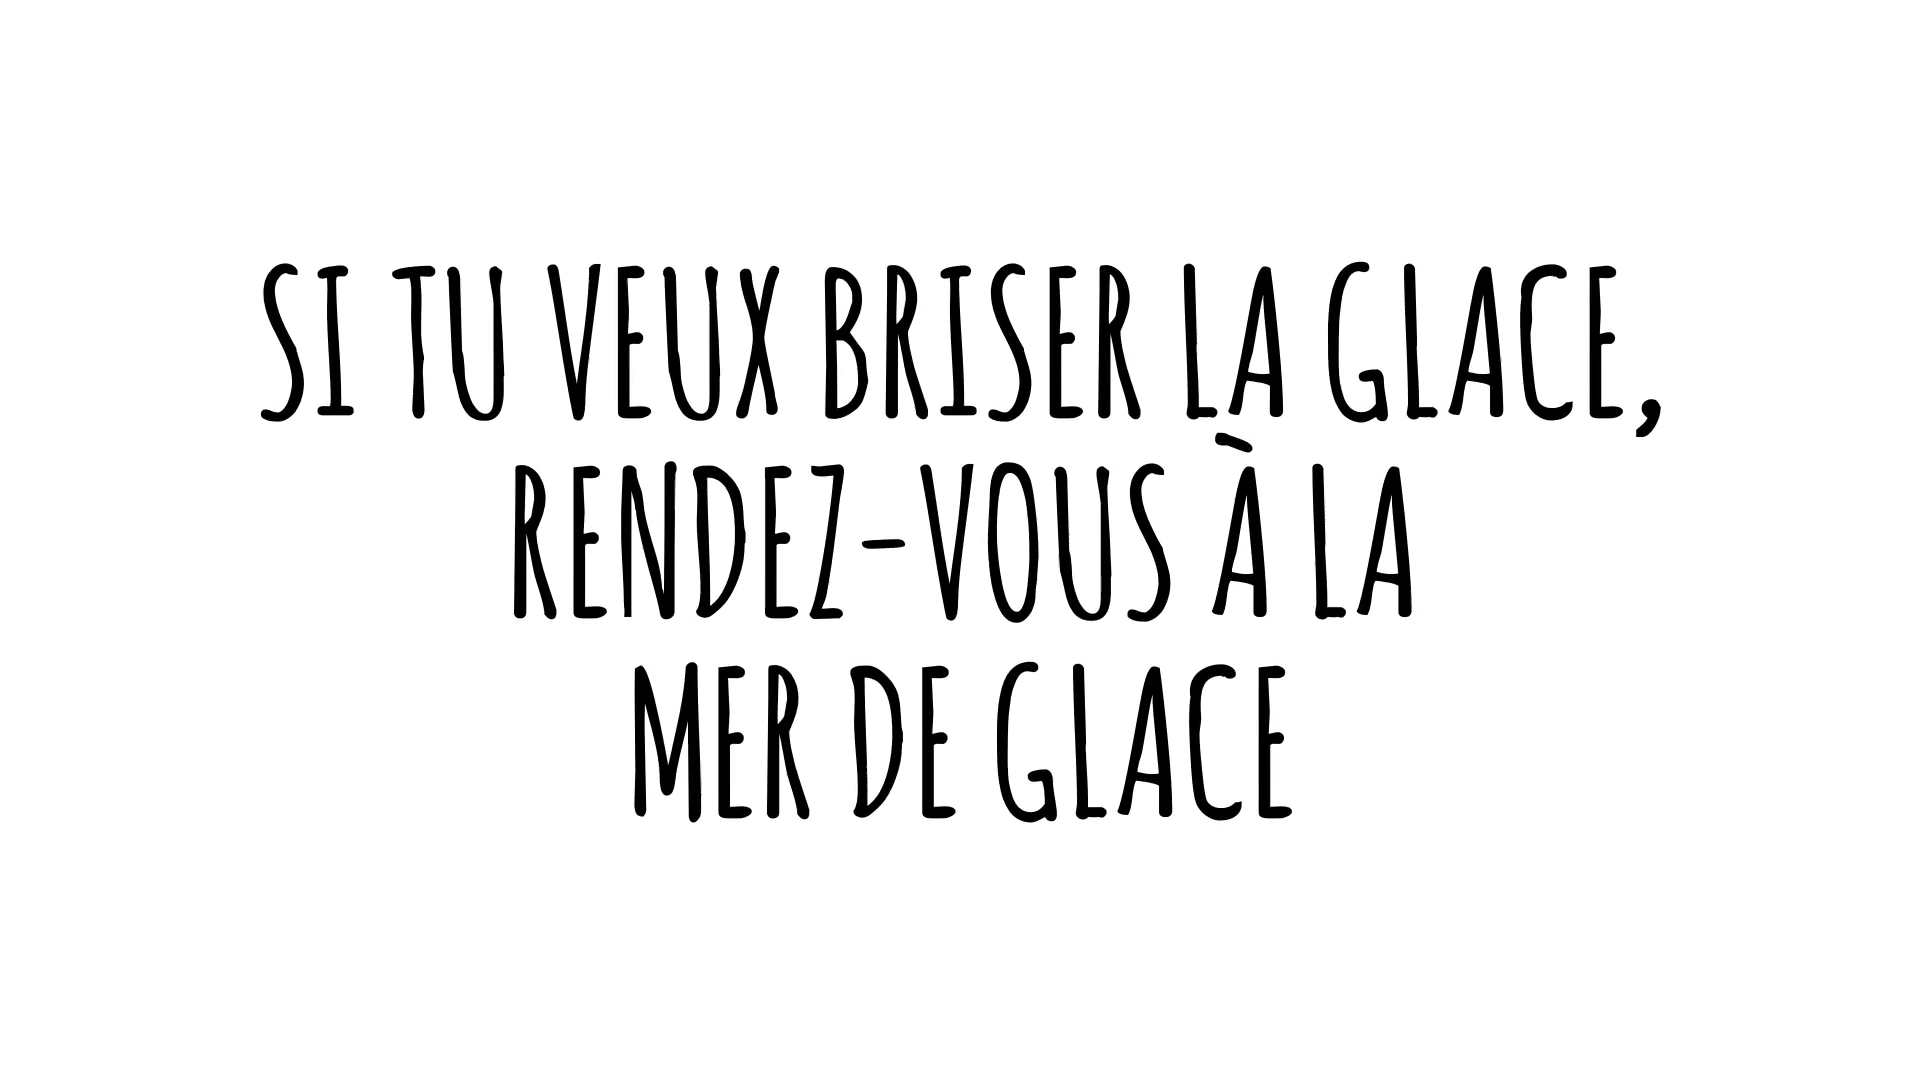 SI TU VEUX BRISER LA GLACE,
RENDEZ-VOUS À LA
MER DE GLACE